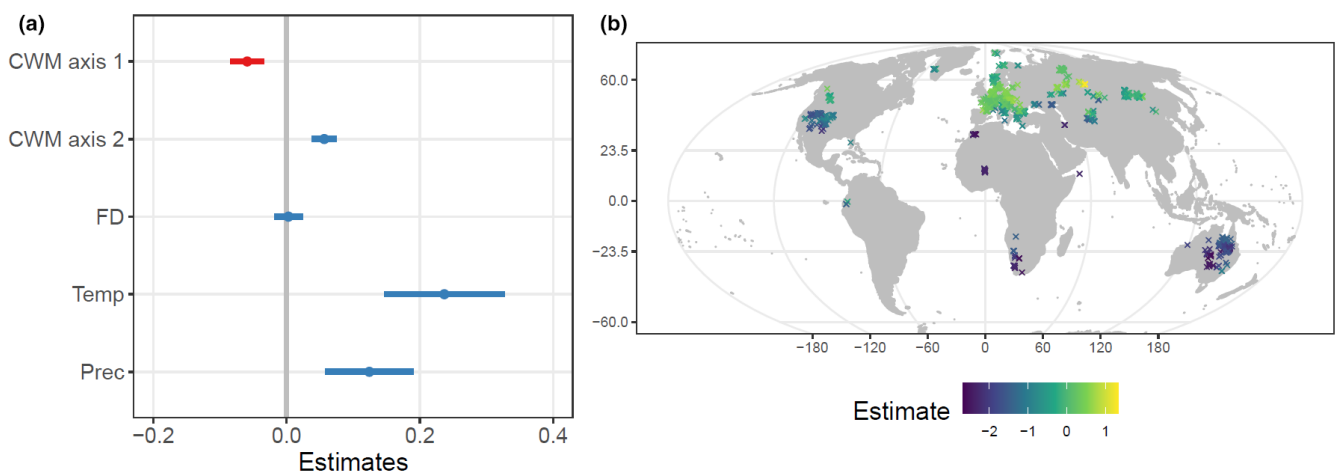 (a)
CWM axis 1
CWM axis 2
FD
Temp
Prec
−0.2 0.0 0.2 0.4
Estimates
(b)
60.0
23.5
0.0
−23.5
−60.0
−180 −120 −60 0 60 120 180
Estimate
−2 −1 0 1